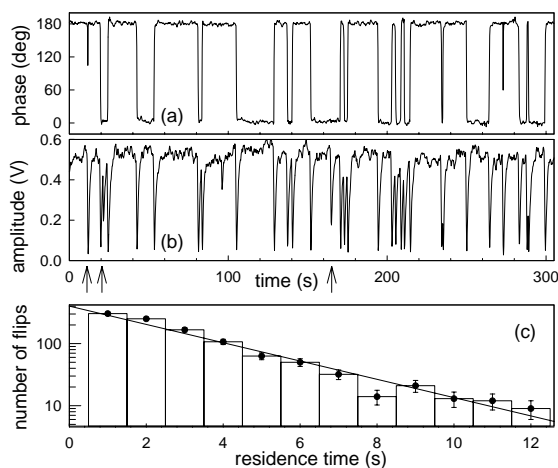 180
120
60
0
phase (deg)
(a)
0.6
0.4
0.2
0.0
amplitude (V)
(b)
0
100
200
300
time (s)
100
10
number of flips
(c)
0
2
4
6
8
10
12
residence time (s)